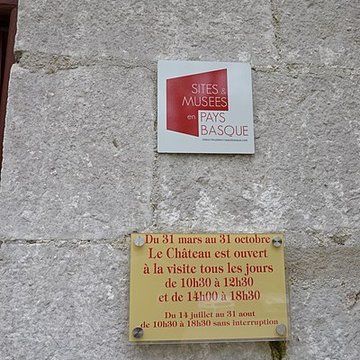 SITES &
MUSEES
en PAYS
BASQUE
Du 31 mars au 31 octobre
Le Château est ouvert
à la visite tous les jours
de 10h30 à 12h30
et de 14h00 à 18h30
Du 14 juillet au 31 aout
de 10h30 à 18h30 sans interruption